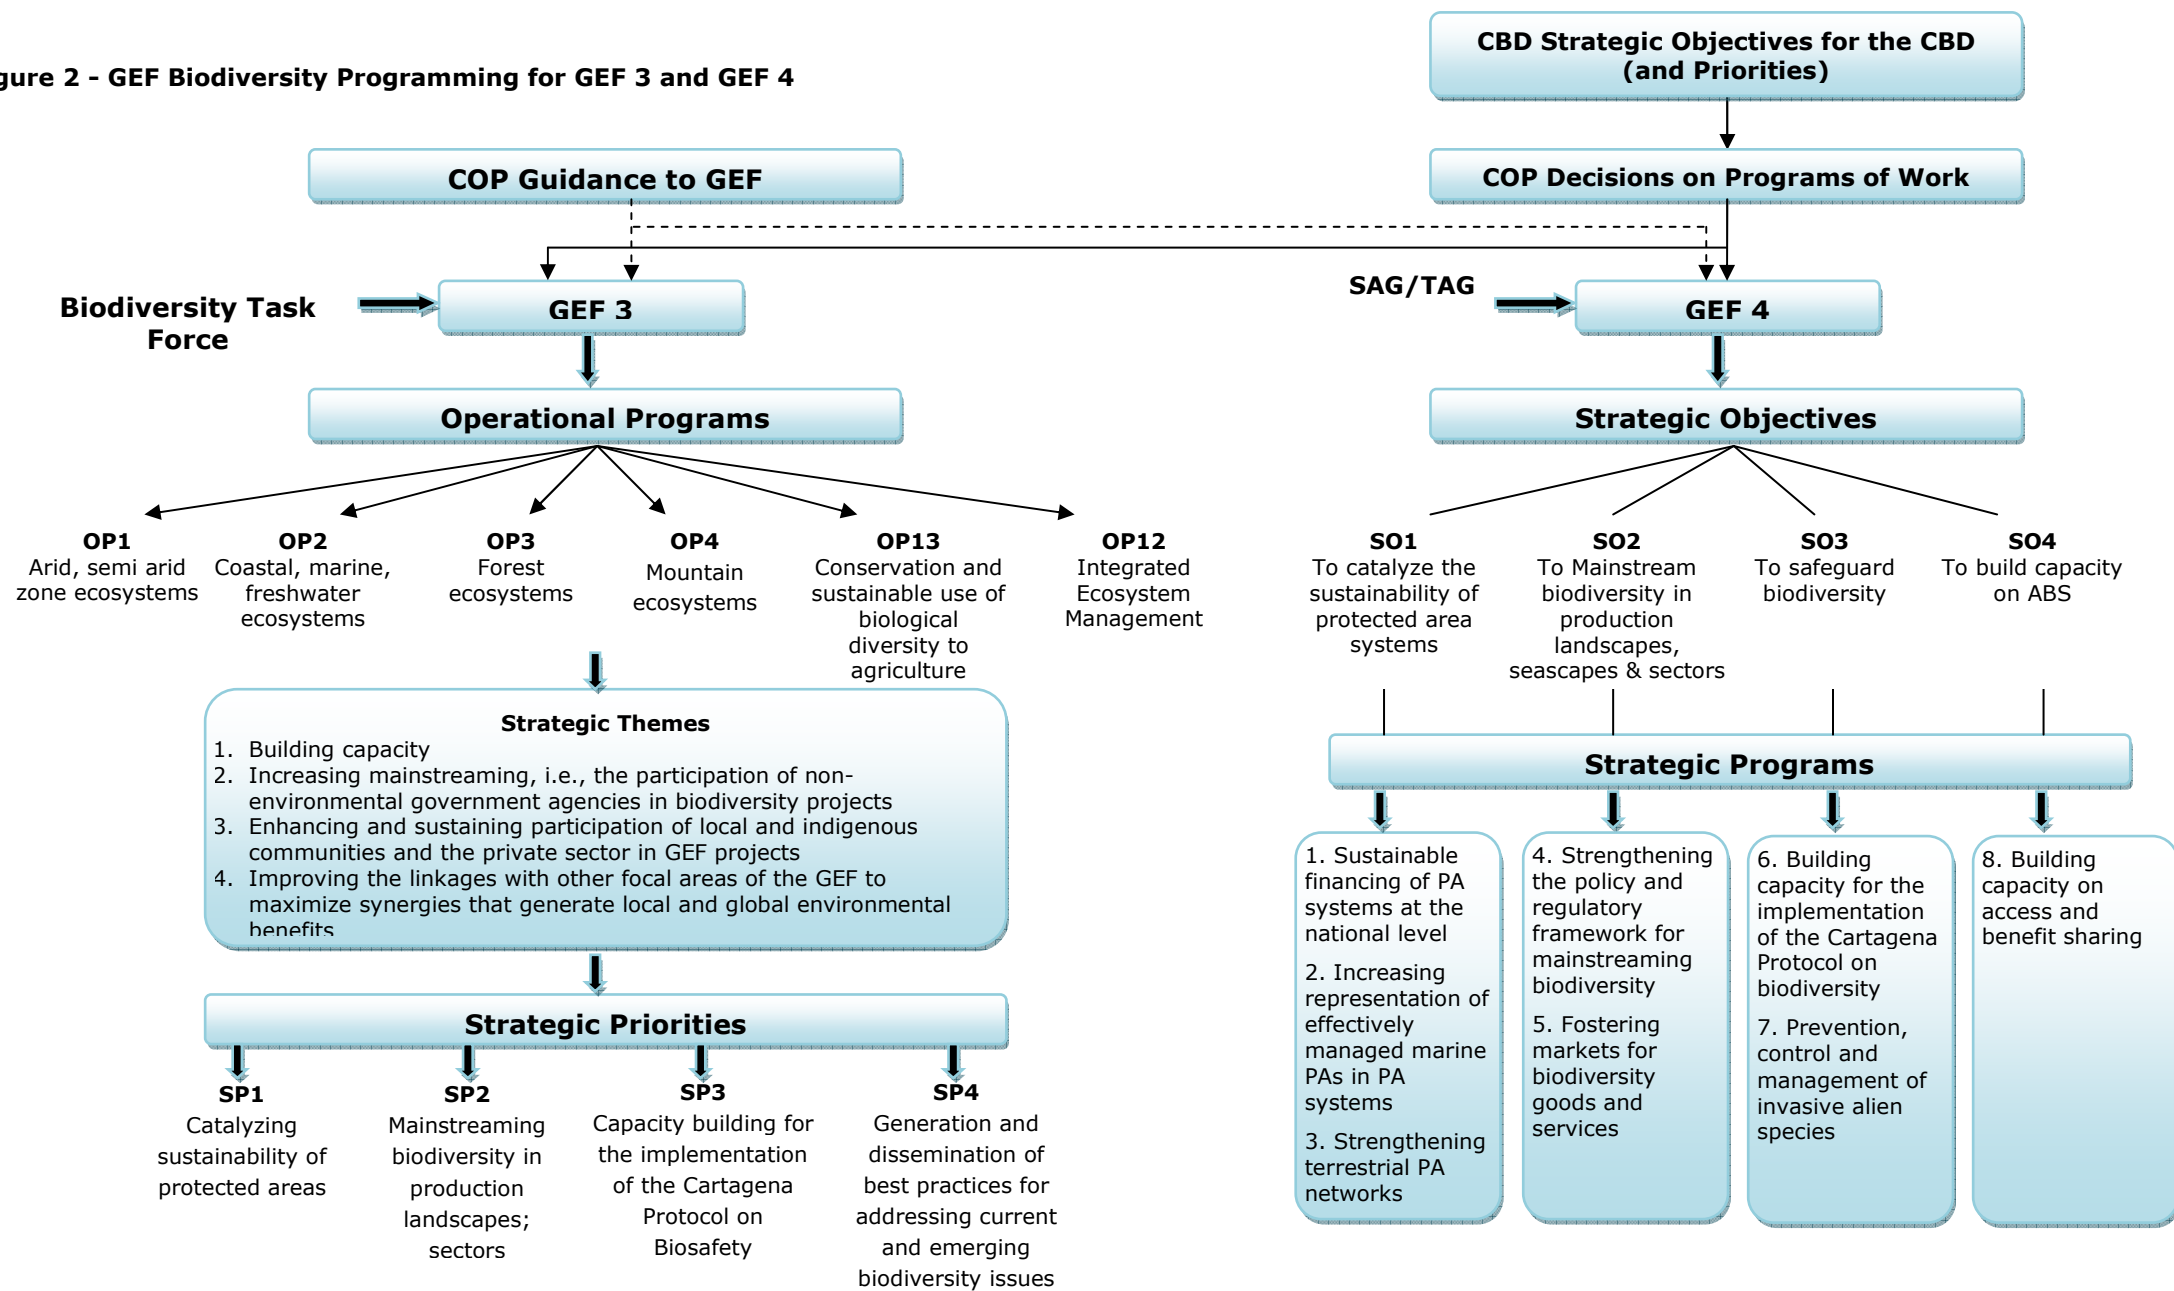 gure 2 - GEF Biodiversity Programming for GEF 3 and GEF 4
CBD Strategic Objectives for the CBD
(and Priorities)
COP Guidance to GEF
COP Decisions on Programs of Work
Biodiversity Task
Force
GEF 3
SAG/TAG
GEF 4
Operational Programs
Strategic Objectives
OP1
Arid, semi arid
zone ecosystems
OP2
Coastal, marine,
freshwater
ecosystems
OP3
Forest
ecosystems
OP4
Mountain
ecosystems
OP13
Conservation and
sustainable use of
biological
diversity to
agriculture
OP12
Integrated
Ecosystem
Management
SO1
To catalyze the
sustainability of
protected area
systems
SO2
To Mainstream
biodiversity in
production
landscapes,
seascapes & sectors
SO3
To safeguard
biodiversity
SO4
To build capacity
on ABS
Strategic Themes
1. Building capacity
2. Increasing mainstreaming, i.e., the participation of non-
environmental government agencies in biodiversity projects
3. Enhancing and sustaining participation of local and indigenous
communities and the private sector in GEF projects
4. Improving the linkages with other focal areas of the GEF to
maximize synergies that generate local and global environmental
benefits
Strategic Priorities
SP1
Catalyzing
sustainability of
protected areas
SP2
Mainstreaming
biodiversity in
production
landscapes;
sectors
SP3
Capacity building for
the implementation
of the Cartagena
Protocol on
Biosafety
SP4
Generation and
dissemination of
best practices for
addressing current
and emerging
biodiversity issues
Strategic Programs
1. Sustainable
financing of PA
systems at the
national level
2. Increasing
representation of
effectively
managed marine
PAs in PA
systems
3. Strengthening
terrestrial PA
networks
4. Strengthening
the policy and
regulatory
framework for
mainstreaming
biodiversity
5. Fostering
markets for
biodiversity
goods and
services
6. Building
capacity for the
implementation
of the Cartagena
Protocol on
biodiversity
7. Prevention,
control and
management of
invasive alien
species
8. Building
capacity on
access and
benefit sharing